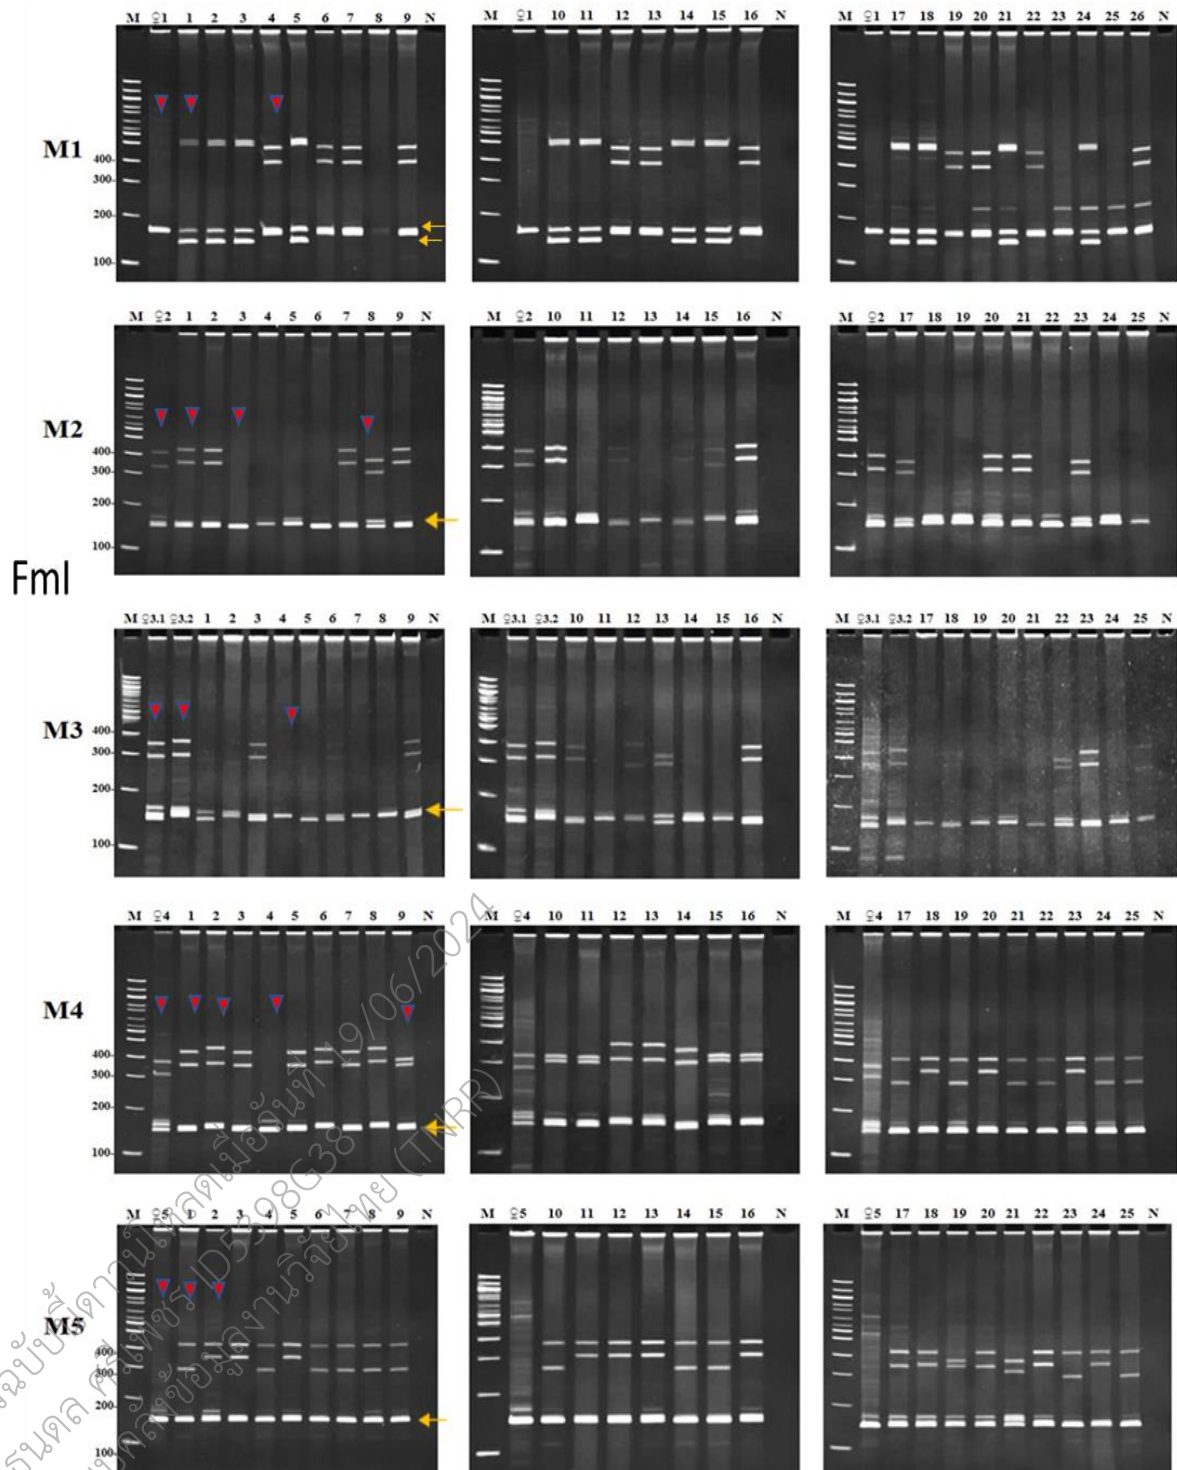 M ♀1 1 2 3 4 5 6 7 8 9 N
M ♀1 10 11 12 13 14 15 16 N
M ♀1 17 18 19 20 21 22 23 24 25 26 N
M1
400
300
200
100
M ♀2 1 2 3 4 5 6 7 8 9 N
M ♀2 10 11 12 13 14 15 16 N
M ♀2 17 18 19 20 21 22 23 24 25 N
M2
400
300
200
100
FmI
M ♀3.1 ♀3.2 1 2 3 4 5 6 7 8 9 N
M ♀3.1 ♀3.2 10 11 12 13 14 15 16 N
M ♀3.1 ♀3.2 17 18 19 20 21 22 23 24 25 N
M3
400
300
200
100
M ♀4 1 2 3 4 5 6 7 8 9 N
M ♀4 10 11 12 13 14 15 16 N
M ♀4 17 18 19 20 21 22 23 24 25 N
M4
400
300
200
100
M ♀5 1 2 3 4 5 6 7 8 9 N
M ♀5 10 11 12 13 14 15 16 N
M ♀5 17 18 19 20 21 22 23 24 25 N
M5
400
300
200
100
19/06/2024
(TNRR)